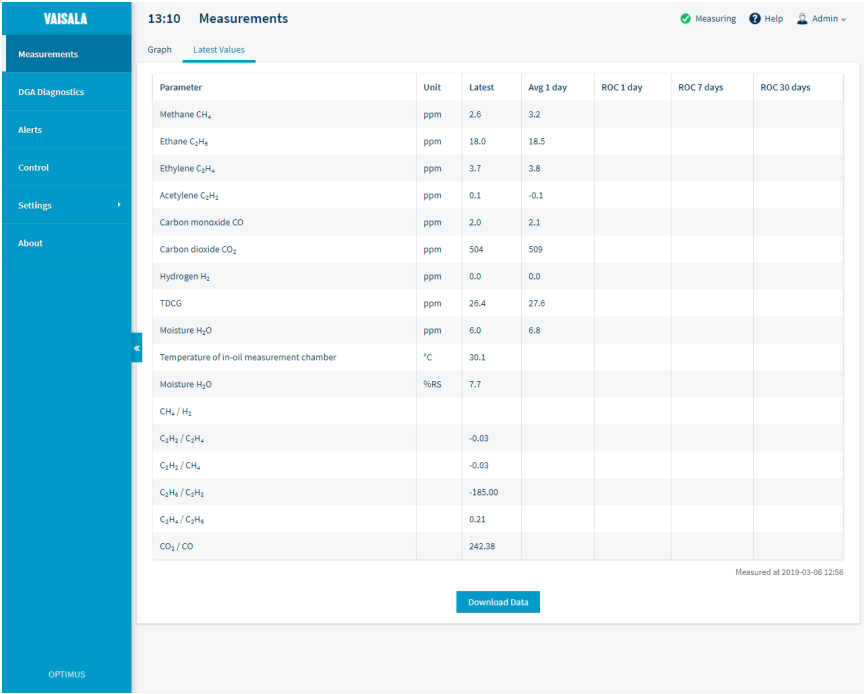 VAISALA
13:10 Measurements
Measuring Help Admin
Measurements
DGA Diagnostics
Alerts
Control
Settings
About
OPTIMUS
Graph Latest Values
Parameter Unit Latest Avg 1 day ROC 1 day ROC 7 days ROC 30 days
Methane CH₄ ppm 2.6 3.2
Ethane C₂H₆ ppm 18.0 18.5
Ethylene C₂H₄ ppm 3.7 3.8
Acetylene C₂H₂ ppm 0.1 -0.1
Carbon monoxide CO ppm 2.0 2.1
Carbon dioxide CO₂ ppm 504 509
Hydrogen H₂ ppm 0.0 0.0
TDCG ppm 26.4 27.6
Moisture H₂O ppm 6.0 6.8
Temperature of in-oil measurement chamber °C 30.1
Moisture H₂O %RS 7.7
CH₄ / H₂
C₂H₂ / C₂H₄ -0.03
C₂H₂ / CH₄ -0.03
C₂H₆ / C₂H₂ -185.00
C₂H₄ / C₂H₆ 0.21
CO₂ / CO 242.38
Measured at 2019-03-06 12:56
Download Data